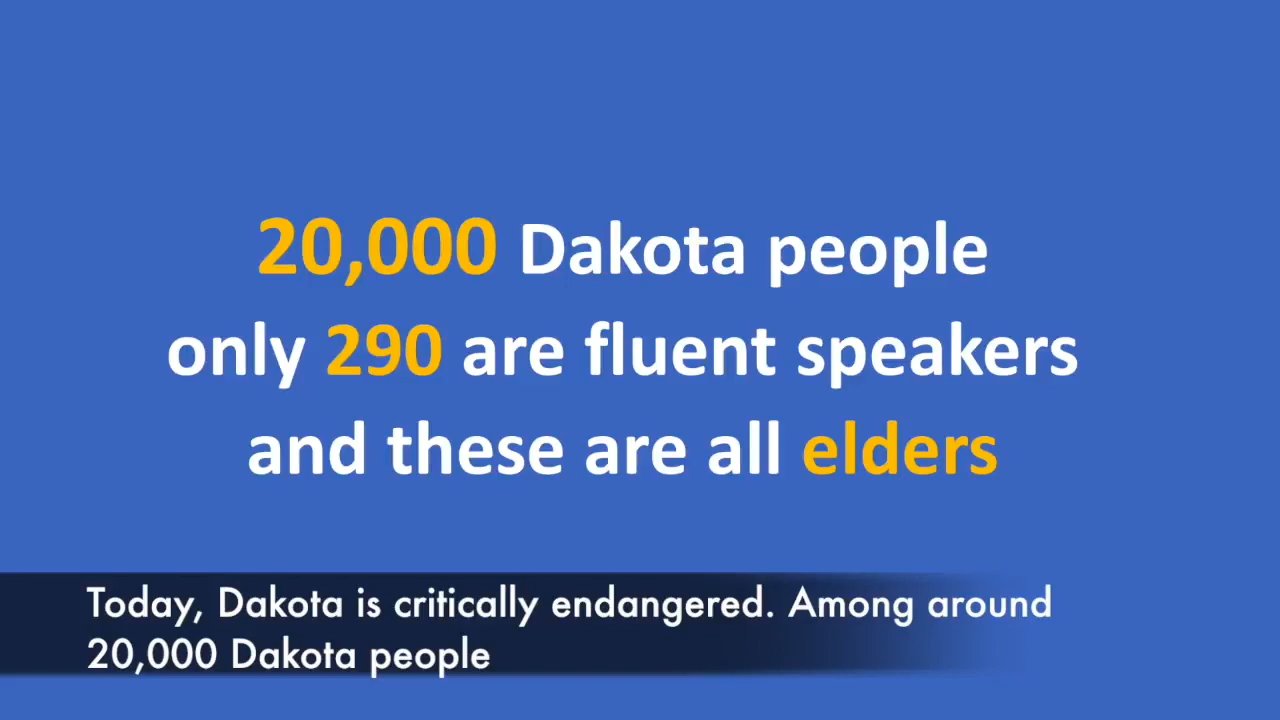 20,000 Dakota people
only 290 are fluent speakers
and these are all elders
Today, Dakota is critically endangered. Among around
20,000 Dakota people